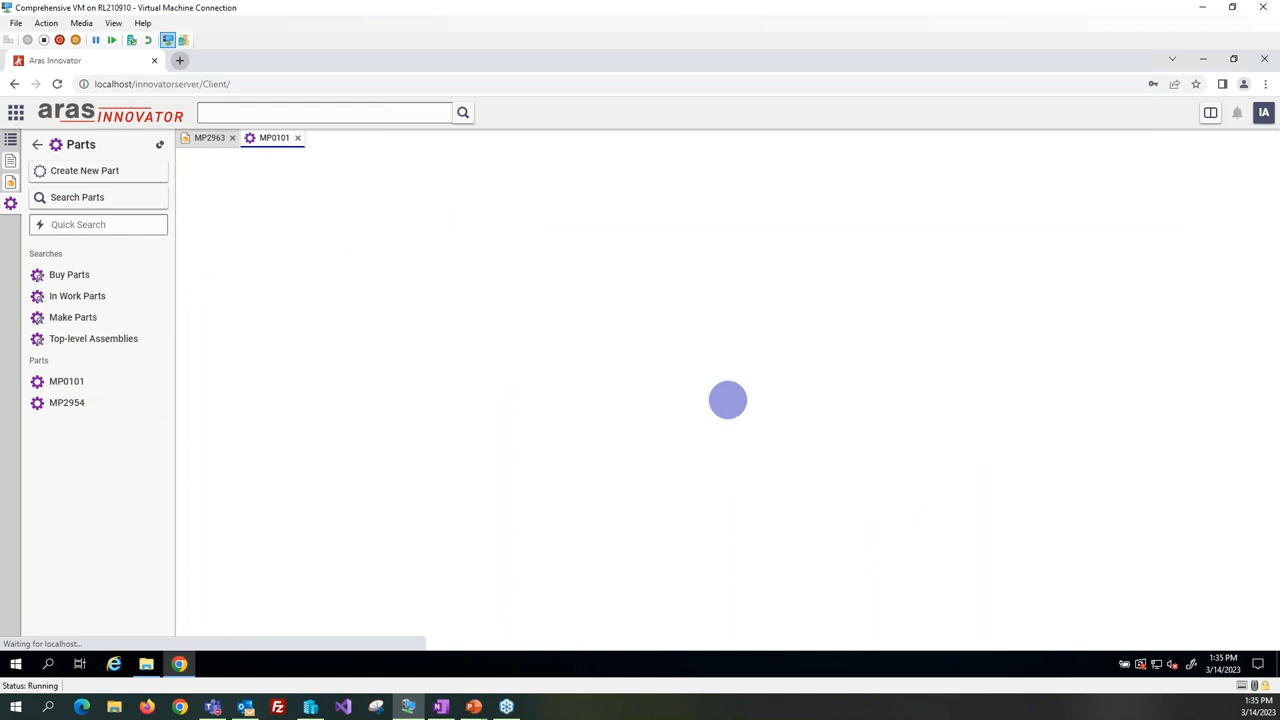 Comprehensive VM on RL210910 - Virtual Machine Connection
File Action Media View Help
Aras Innovator
localhost/innovatorserver/Client/
aras INNOVATOR
IA
Parts
MP2963
MP0101
Create New Part
Search Parts
Quick Search
Searches
Buy Parts
In Work Parts
Make Parts
Top-level Assemblies
Parts
MP0101
MP2954
Waiting for localhost...
1:35 PM
3/14/2023
Status: Running
1:35 PM
3/14/2023